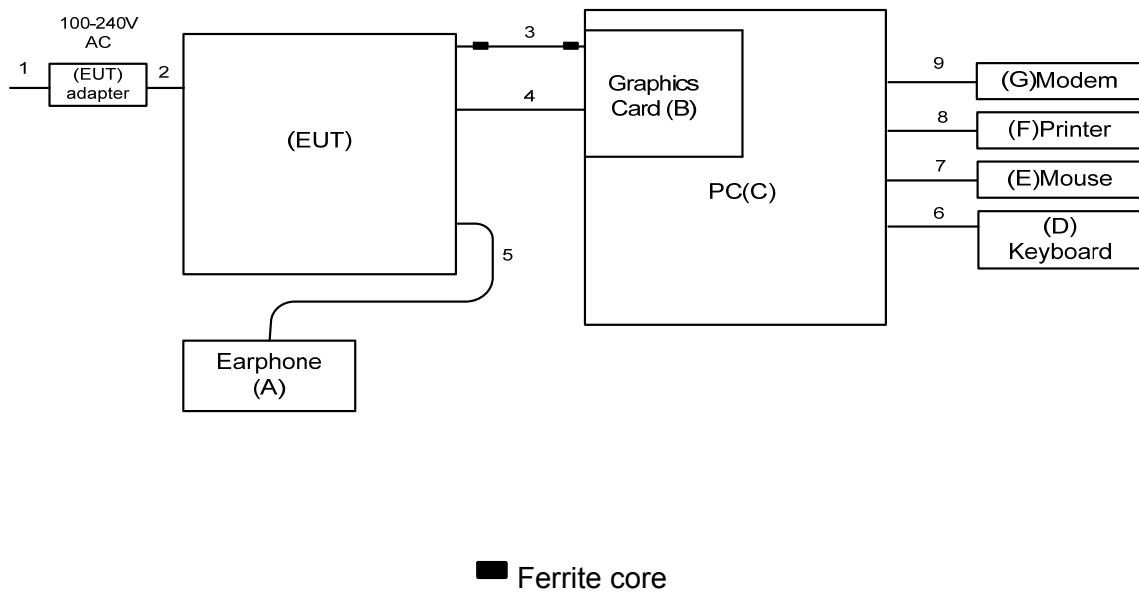 100-240V
AC
1
(EUT)
adapter
2
(EUT)
3
4
5
Earphone
(A)
Graphics
Card (B)
PC(C)
9
(G)Modem
8
(F)Printer
7
(E)Mouse
6
(D)
Keyboard
Ferrite core